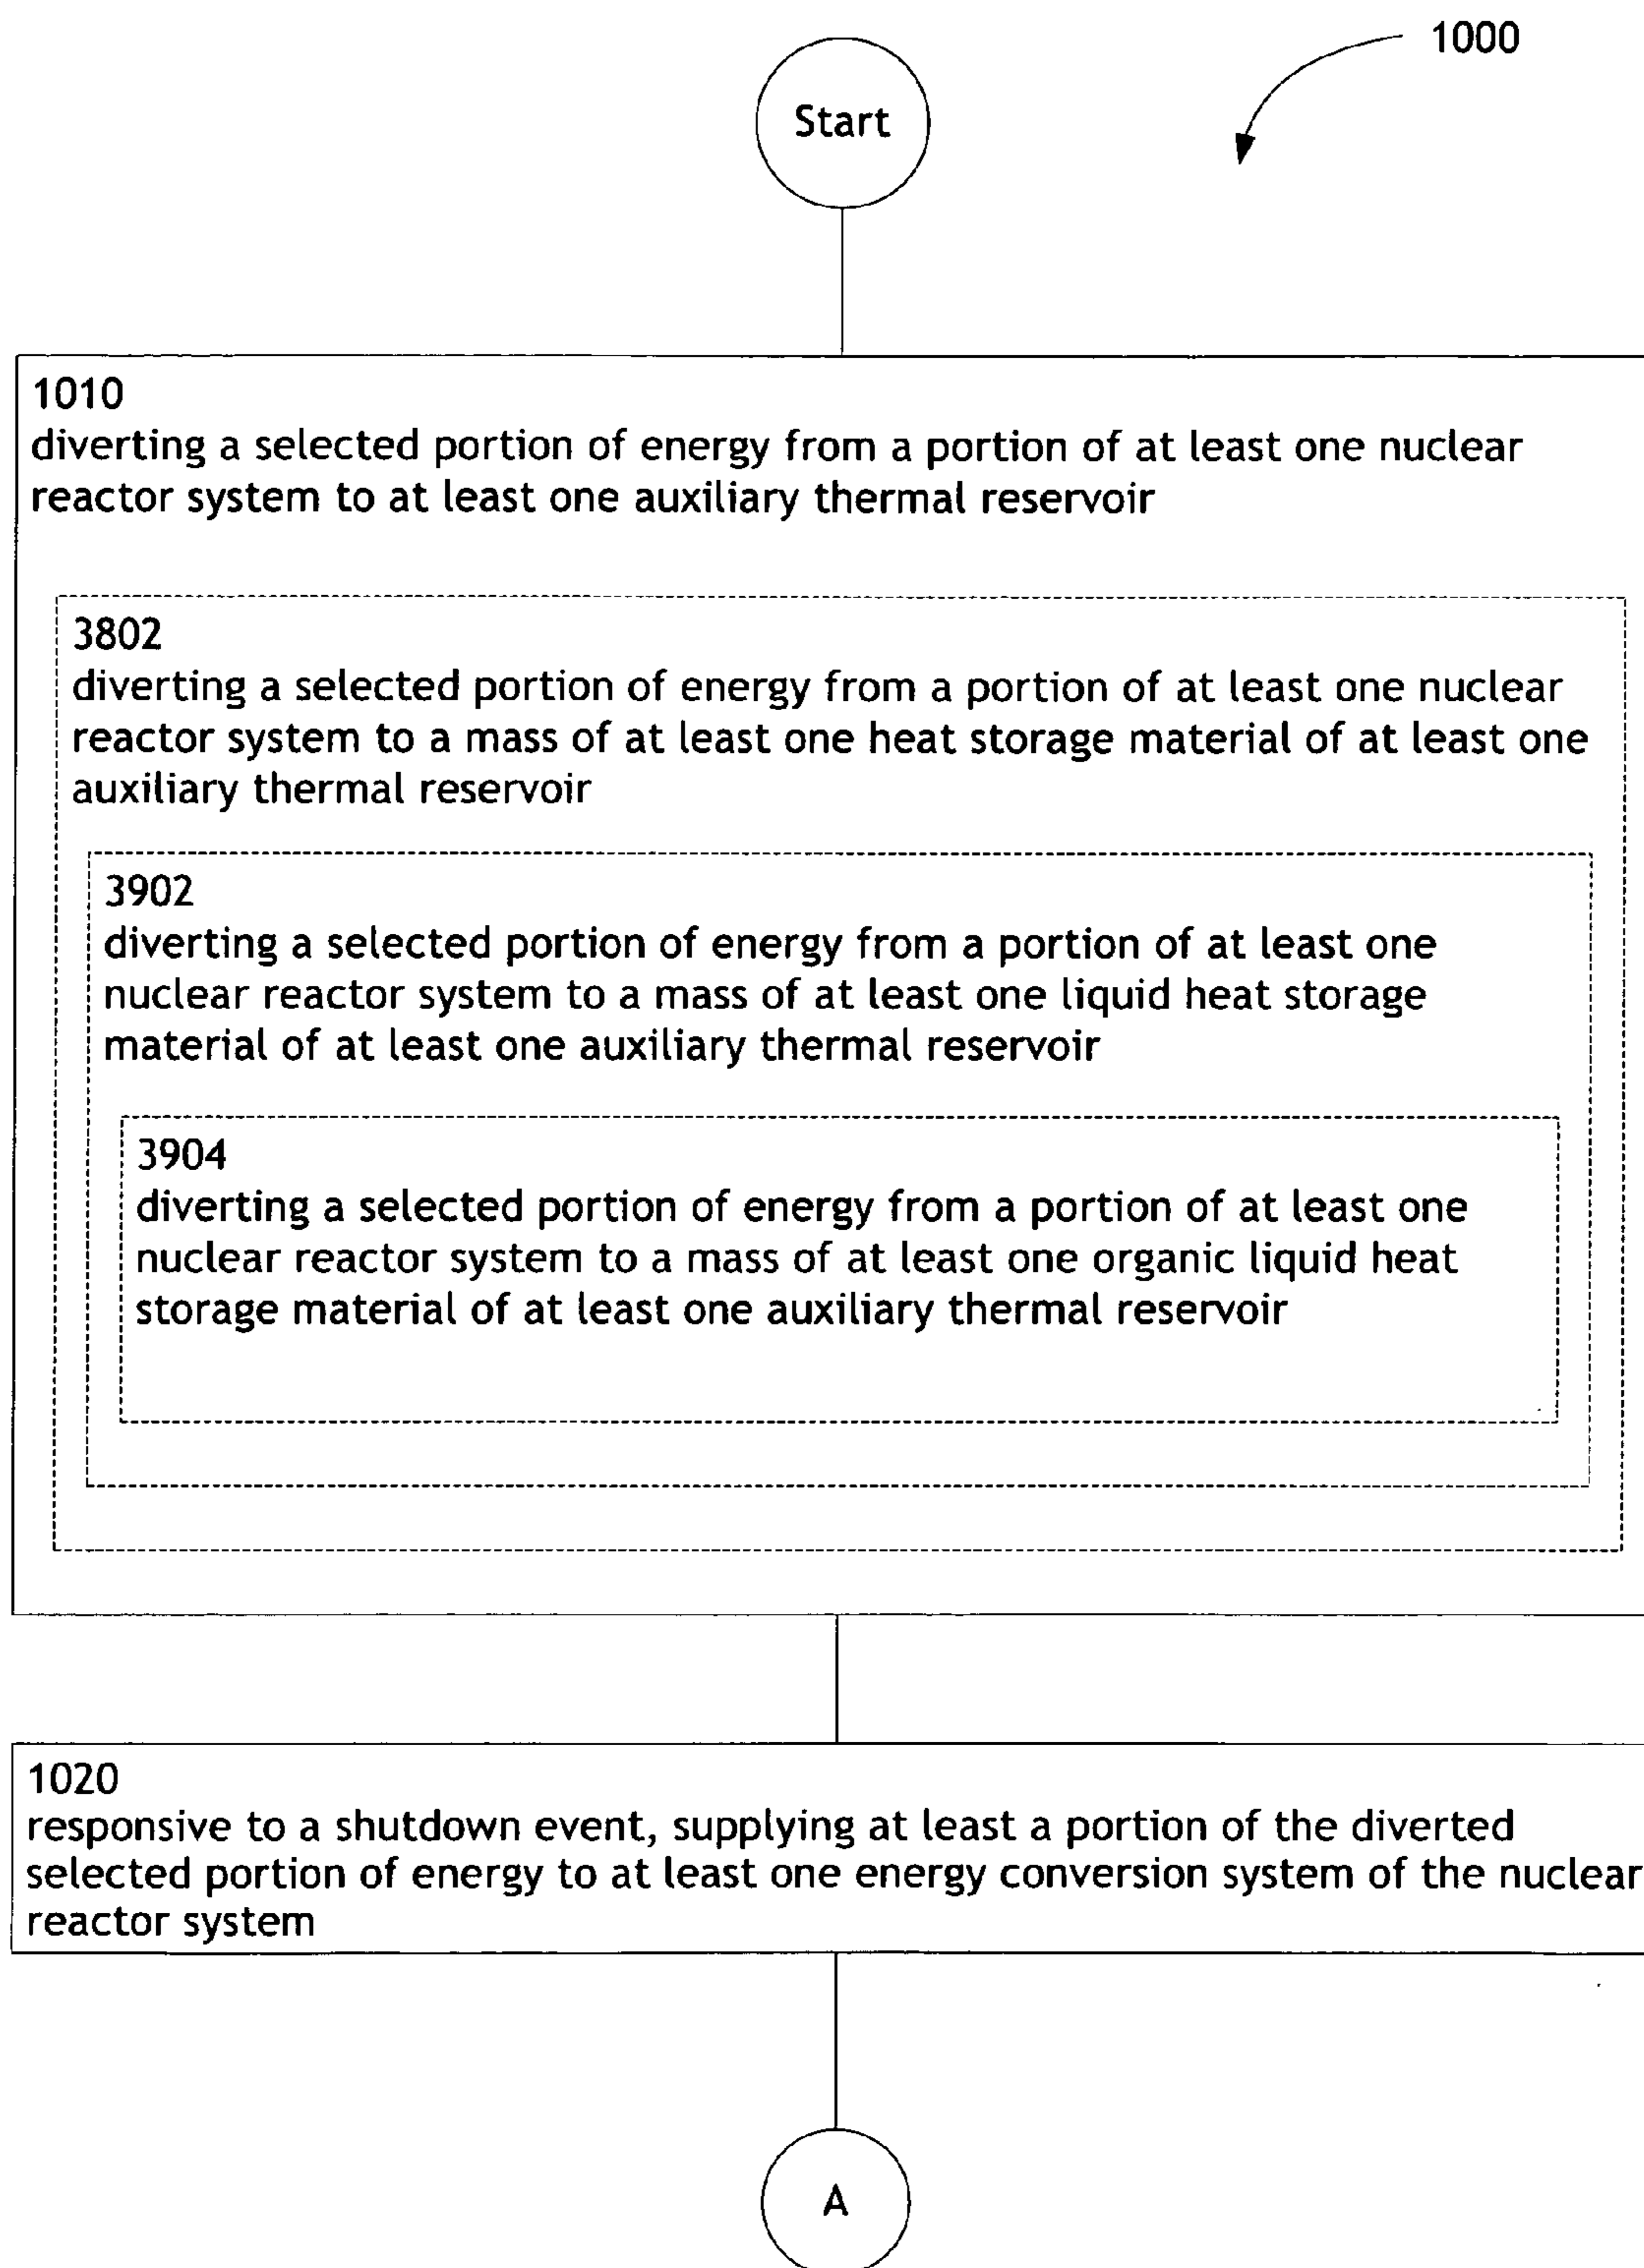 1000
Start
1010
diverting a selected portion of energy from a portion of at least one nuclear
reactor system to at least one auxiliary thermal reservoir
3802
diverting a selected portion of energy from a portion of at least one nuclear
reactor system to a mass of at least one heat storage material of at least one
auxiliary thermal reservoir
3902
diverting a selected portion of energy from a portion of at least one
nuclear reactor system to a mass of at least one liquid heat storage
material of at least one auxiliary thermal reservoir
3904
diverting a selected portion of energy from a portion of at least one
nuclear reactor system to a mass of at least one organic liquid heat
storage material of at least one auxiliary thermal reservoir
1020
responsive to a shutdown event, supplying at least a portion of the diverted
selected portion of energy to at least one energy conversion system of the nuclear
reactor system
A